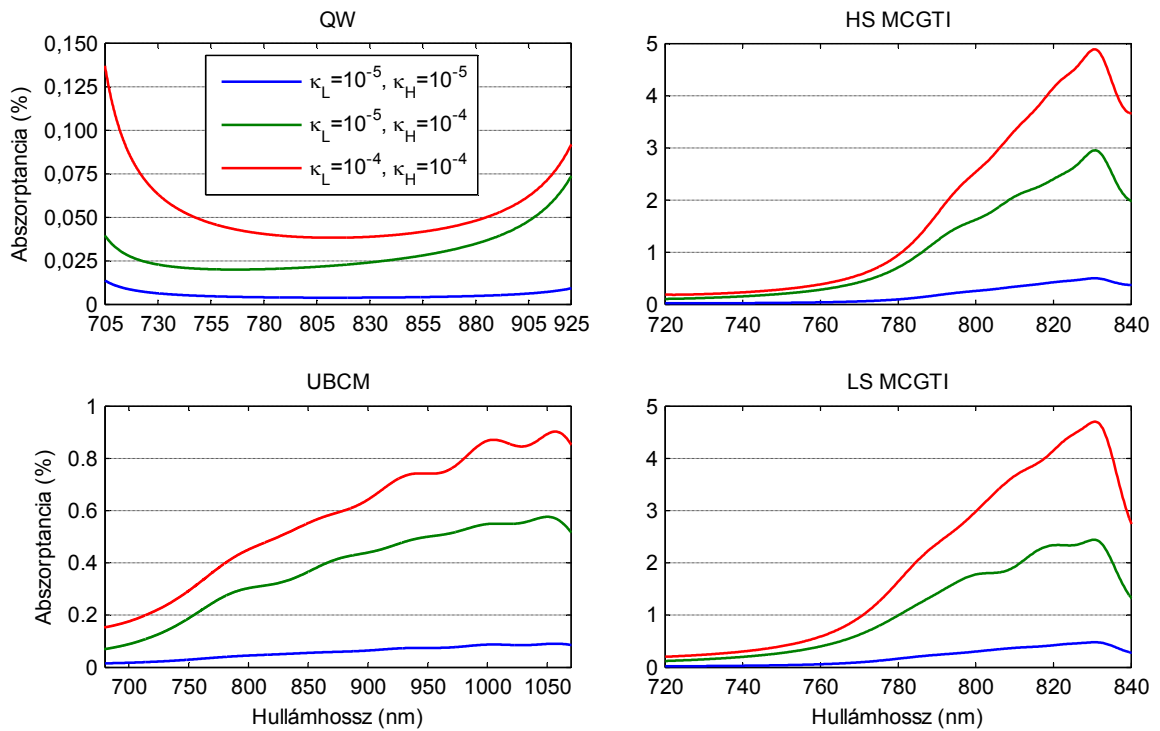 QW
Abszorptancia (%)
0,150
0,125
0,100
0,075
0,050
0,025
0
κL=10-5, κH=10-5
κL=10-5, κH=10-4
κL=10-4, κH=10-4
705 730 755 780 805 830 855 880 905 925
HS MCGTI
5
4
3
2
1
0
720 740 760 780 800 820 840
UBCM
Abszorptancia (%)
1
0.8
0.6
0.4
0.2
0
700 750 800 850 900 950 1000 1050
Hullámhossz (nm)
LS MCGTI
5
4
3
2
1
0
720 740 760 780 800 820 840
Hullámhossz (nm)